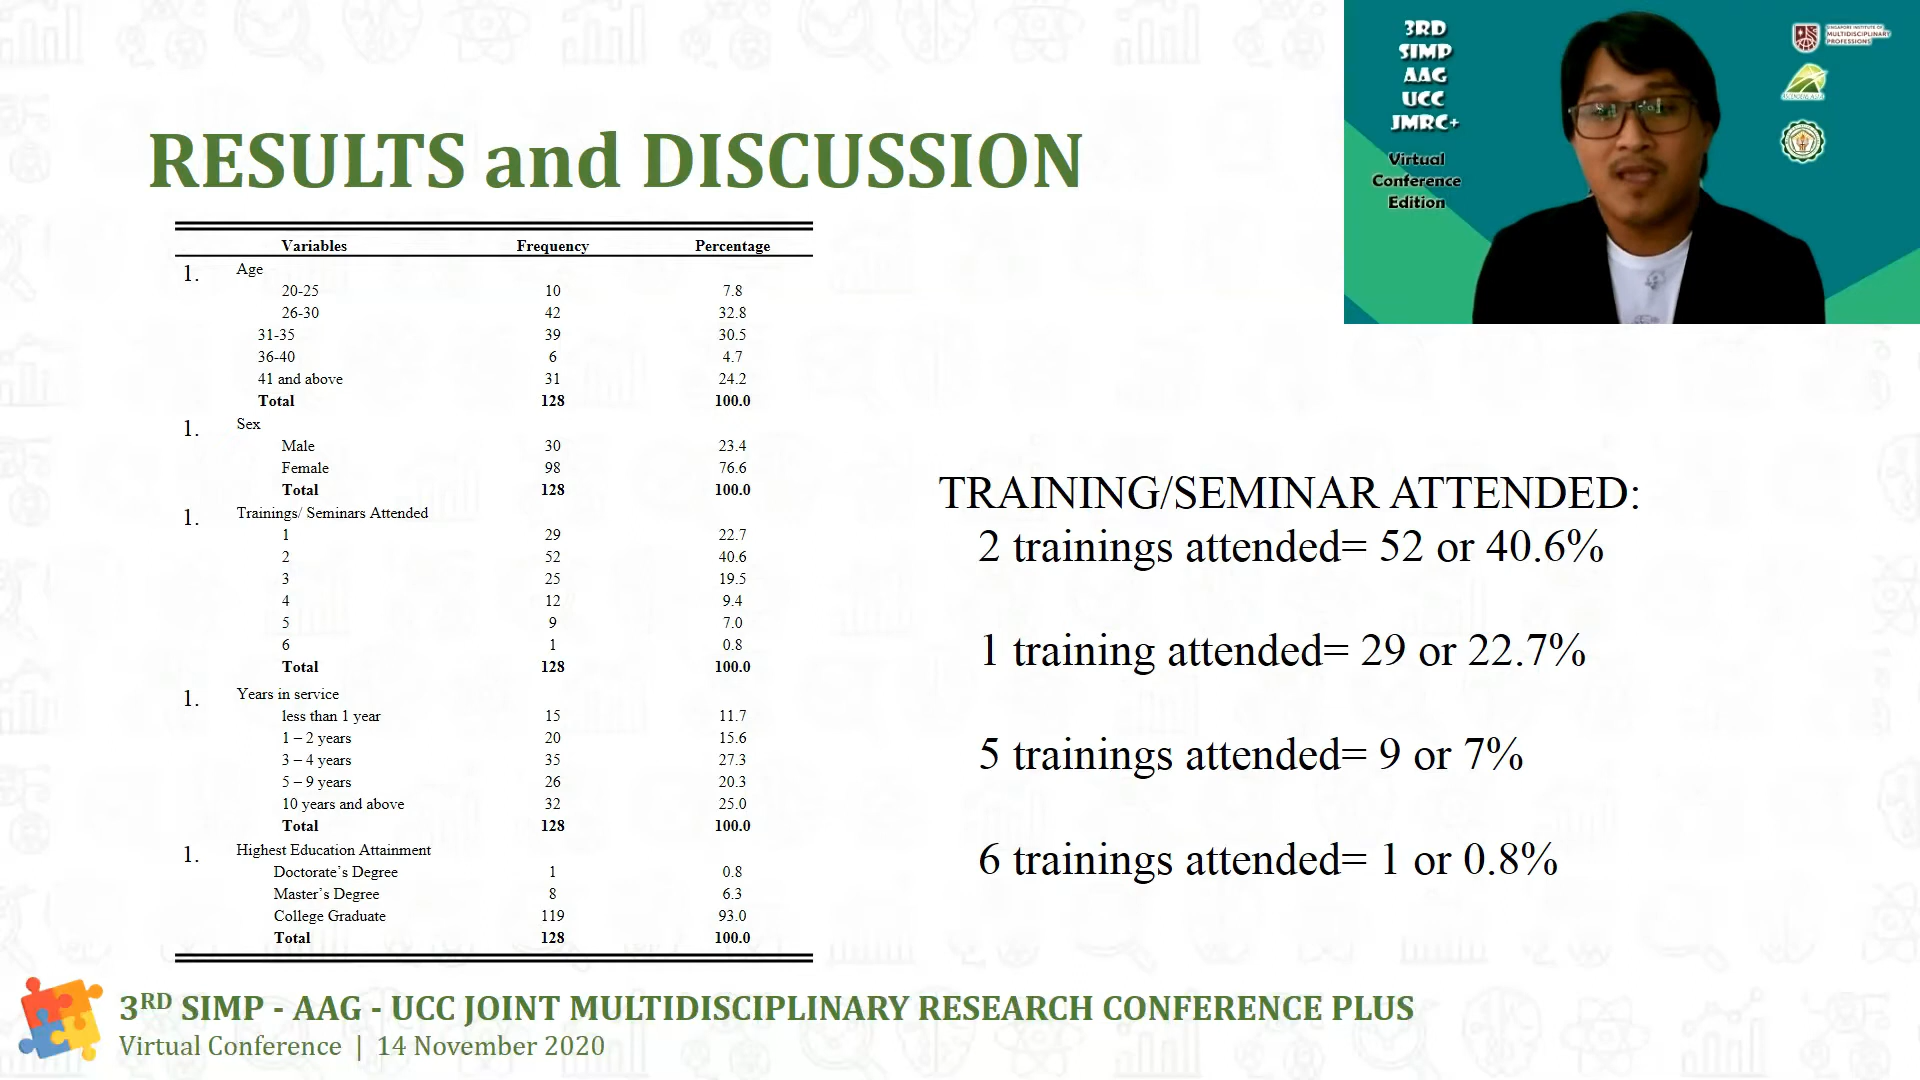 RESULTS and DISCUSSION
Variables Frequency Percentage
1. Age
20-25 10 7.8
26-30 42 32.8
31-35 39 30.5
36-40 6 4.7
41 and above 31 24.2
Total 128 100.0
1. Sex
Male 30 23.4
Female 98 76.6
Total 128 100.0
1. Trainings/ Seminars Attended
1 29 22.7
2 52 40.6
3 25 19.5
4 12 9.4
5 9 7.0
6 1 0.8
Total 128 100.0
1. Years in service
less than 1 year 15 11.7
1 – 2 years 20 15.6
3 – 4 years 35 27.3
5 – 9 years 26 20.3
10 years and above 32 25.0
Total 128 100.0
1. Highest Education Attainment
Doctorate’s Degree 1 0.8
Master’s Degree 8 6.3
College Graduate 119 93.0
Total 128 100.0
TRAINING/SEMINAR ATTENDED:
2 trainings attended= 52 or 40.6%
1 training attended= 29 or 22.7%
5 trainings attended= 9 or 7%
6 trainings attended= 1 or 0.8%
3RD
SIMP
AAG
UCC
JMRC+
Virtual
Conference
Edition
SINGAPORE INSTITUTE OF
MULTIDISCIPLINARY
PROFESSIONS
3RD SIMP - AAG - UCC JOINT MULTIDISCIPLINARY RESEARCH CONFERENCE PLUS
Virtual Conference | 14 November 2020